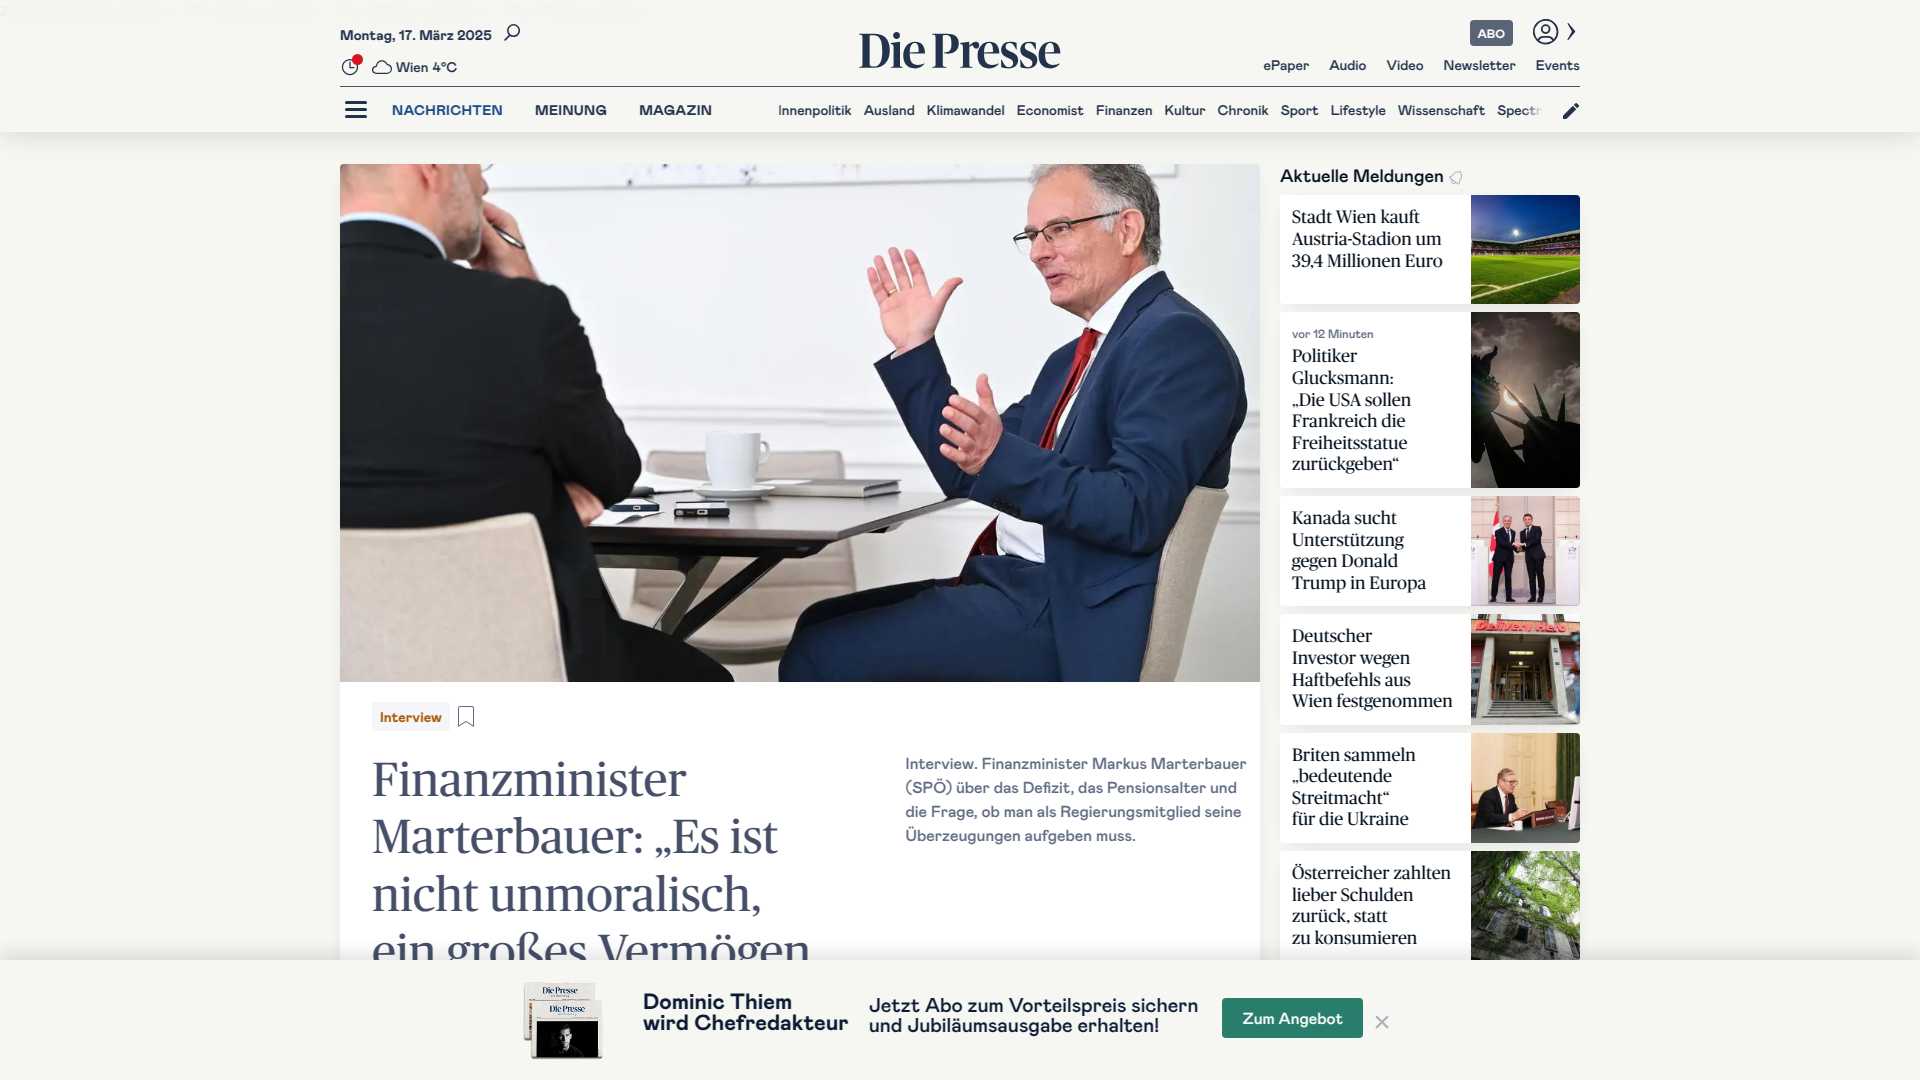 Montag, 17. März 2025
Wien 4°C
Die Presse
ABO
ePaper Audio Video Newsletter Events
NACHRICHTEN MEINUNG MAGAZIN
Innenpolitik Ausland Klimawandel Economist Finanzen Kultur Chronik Sport Lifestyle Wissenschaft Spectr
Interview
Finanzminister
Marterbauer: „Es ist
nicht unmoralisch,
ein großes Vermögen
Interview. Finanzminister Markus Marterbauer
(SPÖ) über das Defizit, das Pensionsalter und
die Frage, ob man als Regierungsmitglied seine
Überzeugungen aufgeben muss.
Aktuelle Meldungen
Stadt Wien kauft
Austria-Stadion um
39,4 Millionen Euro
vor 12 Minuten
Politiker
Glucksmann:
„Die USA sollen
Frankreich die
Freiheitsstatue
zurückgeben“
Kanada sucht
Unterstützung
gegen Donald
Trump in Europa
Deutscher
Investor wegen
Haftbefehls aus
Wien festgenommen
Delivery Hero
Briten sammeln
„bedeutende
Streitmacht“
für die Ukraine
Österreicher zahlten
lieber Schulden
zurück, statt
zu konsumieren
Die Presse
Die Presse
Dominic Thiem
wird Chefredakteur
Jetzt Abo zum Vorteilspreis sichern
und Jubiläumsausgabe erhalten!
Zum Angebot